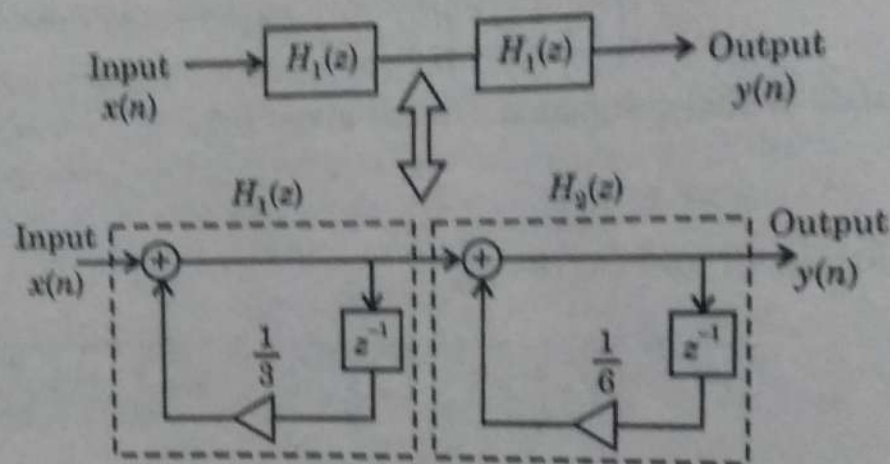 Input H₁(z) H₁(z) Output
x(n) y(n)
H₁(z) H₂(z)
Input + + Output
x(n) y(n)
1/3 z⁻¹ 1/6 z⁻¹